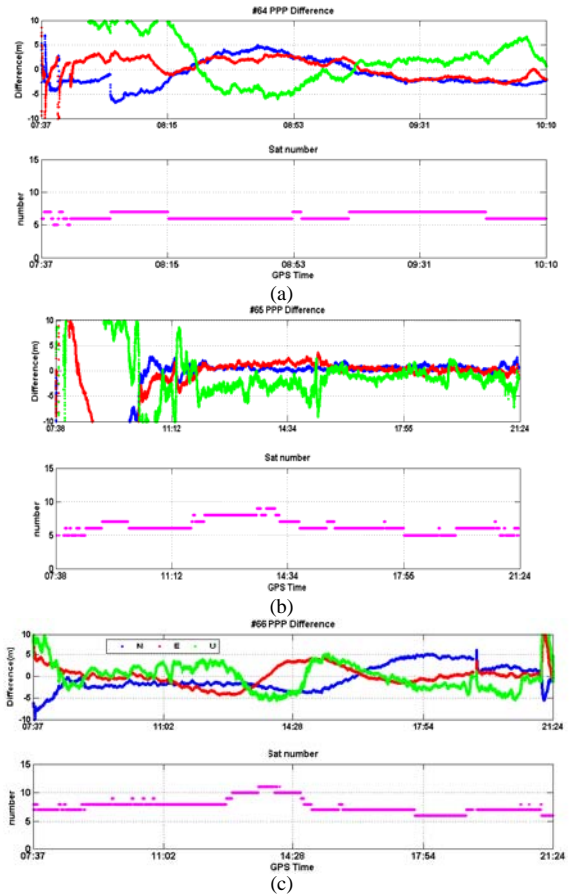 #64 PPP Difference
10
5
0
-5
-10
Difference(m)
07:37 08:15 08:53 09:31 10:10
Sat number
15
10
5
0
number
07:37 08:15 08:53 09:31 10:10
GPS Time
(a)
#65 PPP Difference
10
5
0
-5
-10
Difference(m)
07:38 11:12 14:34 17:55 21:24
Sat number
15
10
5
0
number
07:38 11:12 14:34 17:55 21:24
GPS Time
(b)
#66 PPP Difference
N E U
10
5
0
-5
-10
Difference(m)
07:37 11:02 14:28 17:54 21:24
Sat number
15
10
5
0
number
07:37 11:02 14:28 17:54 21:24
GPS Time
(c)